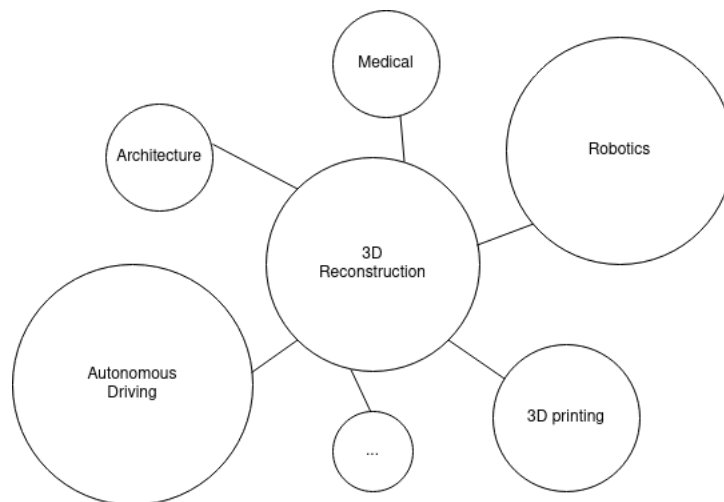 Medical
Architecture
Robotics
3D
Reconstruction
Autonomous
Driving
3D printing
...